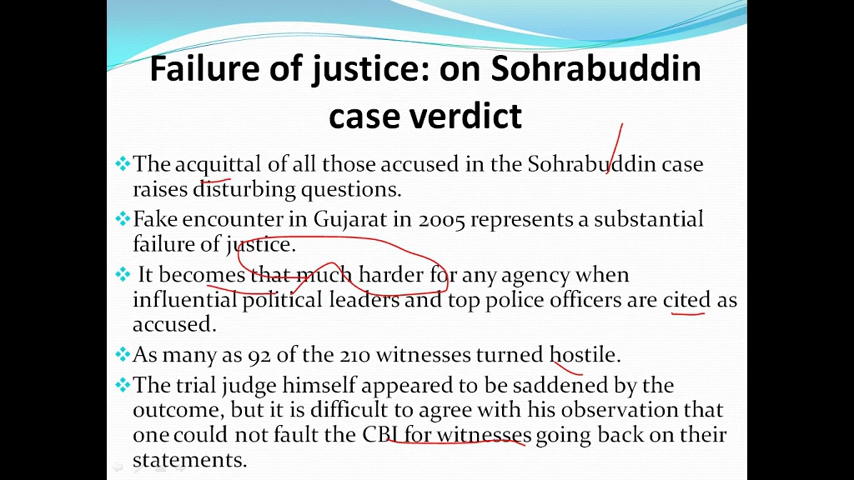 Failure of justice: on Sohrabuddin
case verdict
The acquittal of all those accused in the Sohrabuddin case
raises disturbing questions.
Fake encounter in Gujarat in 2005 represents a substantial
failure of justice.
It becomes that much harder for any agency when
influential political leaders and top police officers are cited as
accused.
As many as 92 of the 210 witnesses turned hostile.
The trial judge himself appeared to be saddened by the
outcome, but it is difficult to agree with his observation that
one could not fault the CBI for witnesses going back on their
statements.